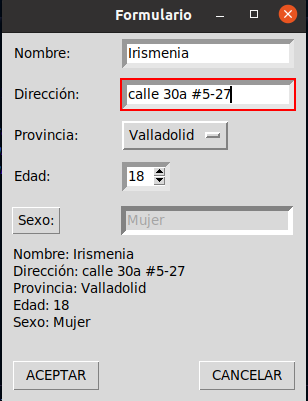 Formulario
Nombre: Irismenia
Dirección: calle 30a #5-27
Provincia: Valladolid
Edad: 18
Sexo: Mujer
Nombre: Irismenia
Dirección: calle 30a #5-27
Provincia: Valladolid
Edad: 18
Sexo: Mujer
ACEPTAR CANCELAR